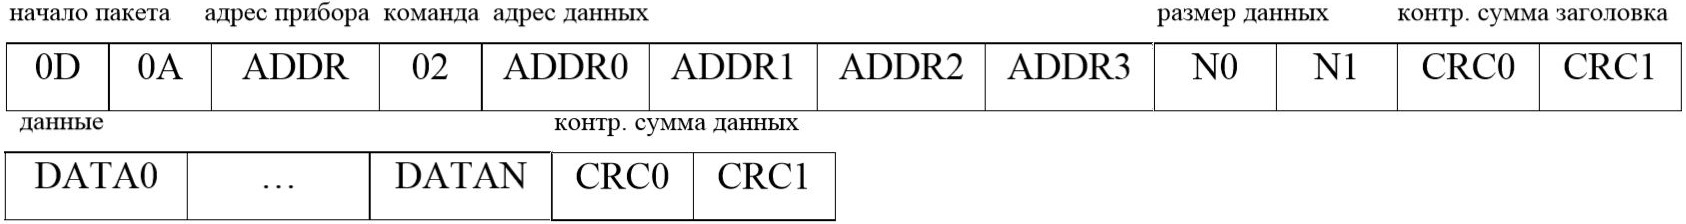 начало пакета адрес прибора команда адрес данных размер данных контр. сумма заголовка
0D 0A ADDR 02 ADDR0 ADDR1 ADDR2 ADDR3 N0 N1 CRC0 CRC1
данные контр. сумма данных
DATA0 … DATAN CRC0 CRC1